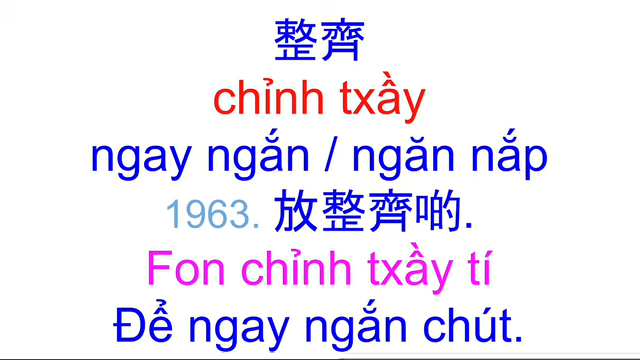 整齊
chỉnh txầy
ngay ngắn / ngăn nắp
1963. 放整齊啲.
Fon chỉnh txầy tí
Để ngay ngắn chút.